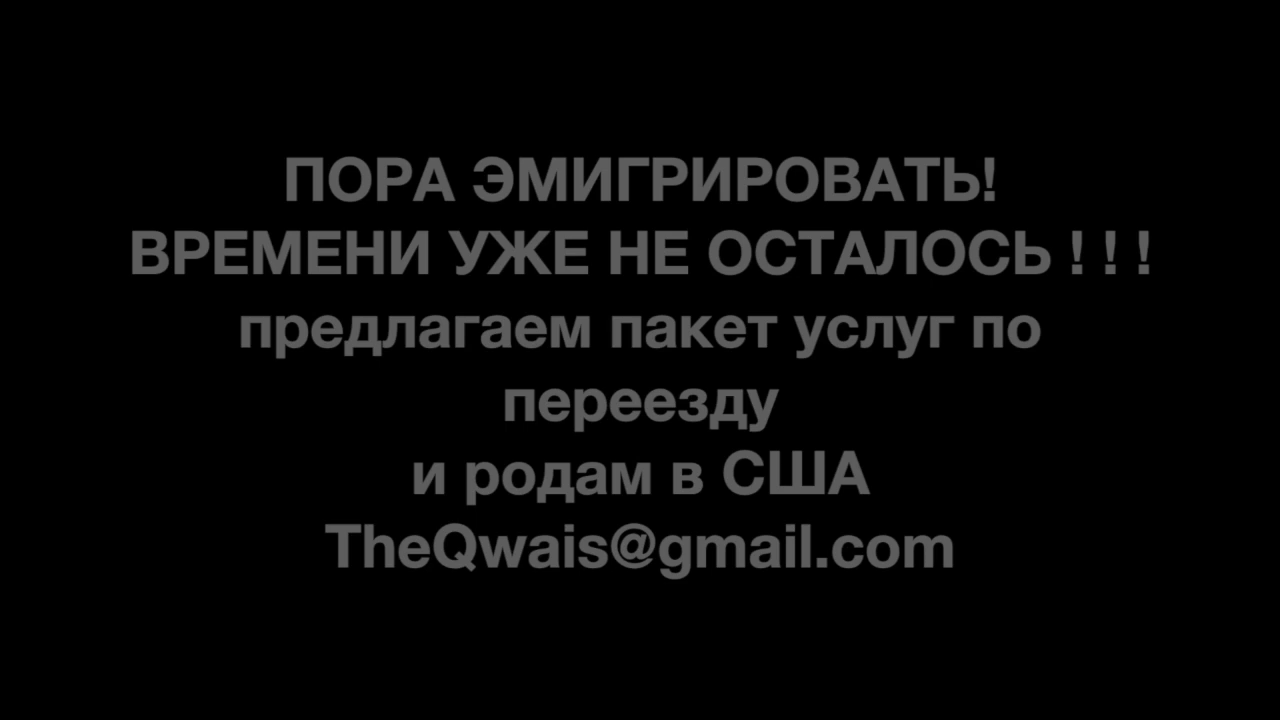 ПОРА ЭМИГРИРОВАТЬ!
ВРЕМЕНИ УЖЕ НЕ ОСТАЛОСЬ ! ! !
предлагаем пакет услуг по
переезду
и родам в США
TheQwais@gmail.com